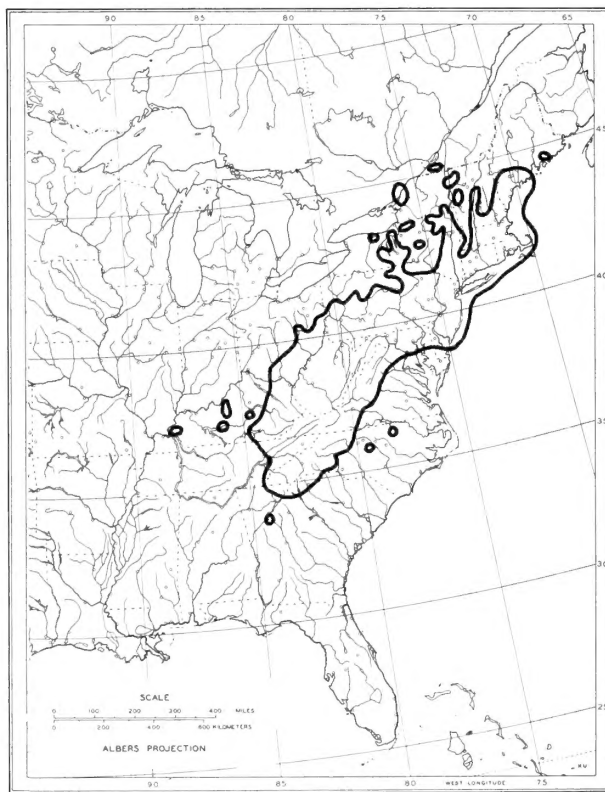 90 85 80 75 70 65
45
40
35
30
25
SCALE
0 100 200 300 400 MILES
0 200 400 600 KILOMETERS
ALBERS PROJECTION
90 85 80 75
WEST LONGITUDE